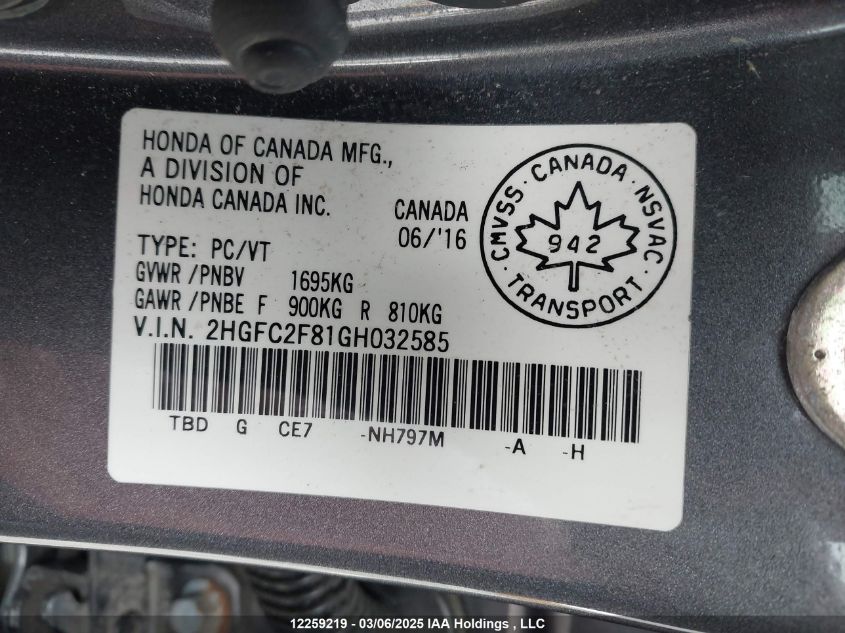 HONDA OF CANADA MFG.,
A DIVISION OF
HONDA CANADA INC.
CANADA
06/'16
TYPE: PC/VT
GVWR /PNBV 1695KG
GAWR /PNBE F 900KG R 810KG
V.I.N. 2HGFC2F81GH032585
CMVSS · CANADA · NSVAC · TRANSPORT ·
942
TBD G CE7 -NH797M -A -H
12259219 - 03/06/2025 IAA Holdings , LLC